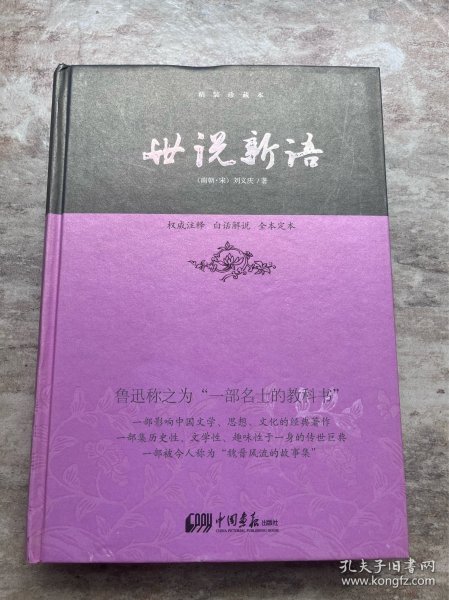 精装珍藏本
世说新语
（南朝·宋）刘义庆／著
权威注释 白话解说 全本定本
鲁迅称之为“一部名士的教科书”
一部影响中国文学、思想、文化的经典著作
一部集历史性、文学性、趣味性于一身的传世巨典
一部被今人称为“魏晋风流的故事集”
中国画报出版社
CHINA PICTORIAL PUBLISHING HOUSE
孔夫子旧书网
www.kongfz.com